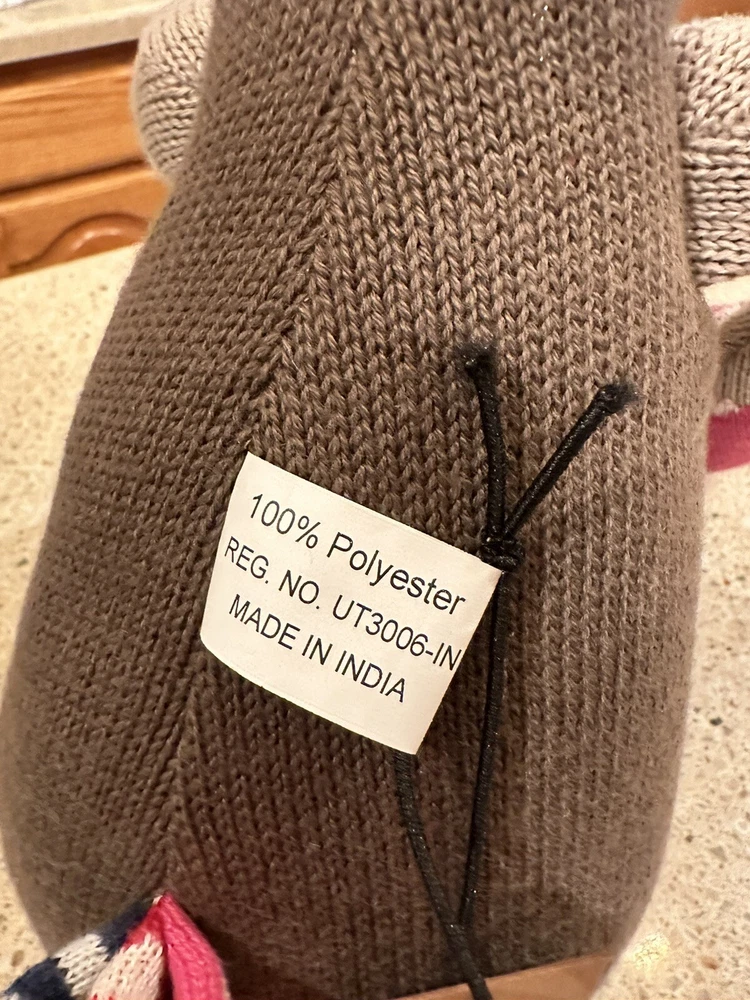 100% Polyester
REG. NO. UT3006-IN
MADE IN INDIA